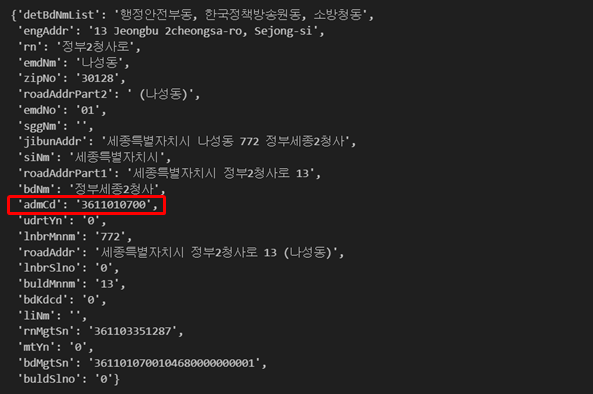 {'detBdNmList': '행정안전부동, 한국정책방송원동, 소방청동',
'engAddr': '13 Jeongbu 2cheongsa-ro, Sejong-si',
'rn': '정부2청사로',
'emdNm': '나성동',
'zipNo': '30128',
'roadAddrPart2': ' (나성동)',
'emdNo': '01',
'sggNm': '',
'jibunAddr': '세종특별자치시 나성동 772 정부세종2청사',
'siNm': '세종특별자치시',
'roadAddrPart1': '세종특별자치시 정부2청사로 13',
'bdNm': '정부세종2청사',
'admCd': '3611010700',
'udrtYn': '0',
'lnbrMnnm': '772',
'roadAddr': '세종특별자치시 정부2청사로 13 (나성동)',
'lnbrSlno': '0',
'buldMnnm': '13',
'bdKdcd': '0',
'liNm': '',
'rnMgtSn': '361103351287',
'mtYn': '0',
'bdMgtSn': '3611010700104680000000001',
'buldSlno': '0'}